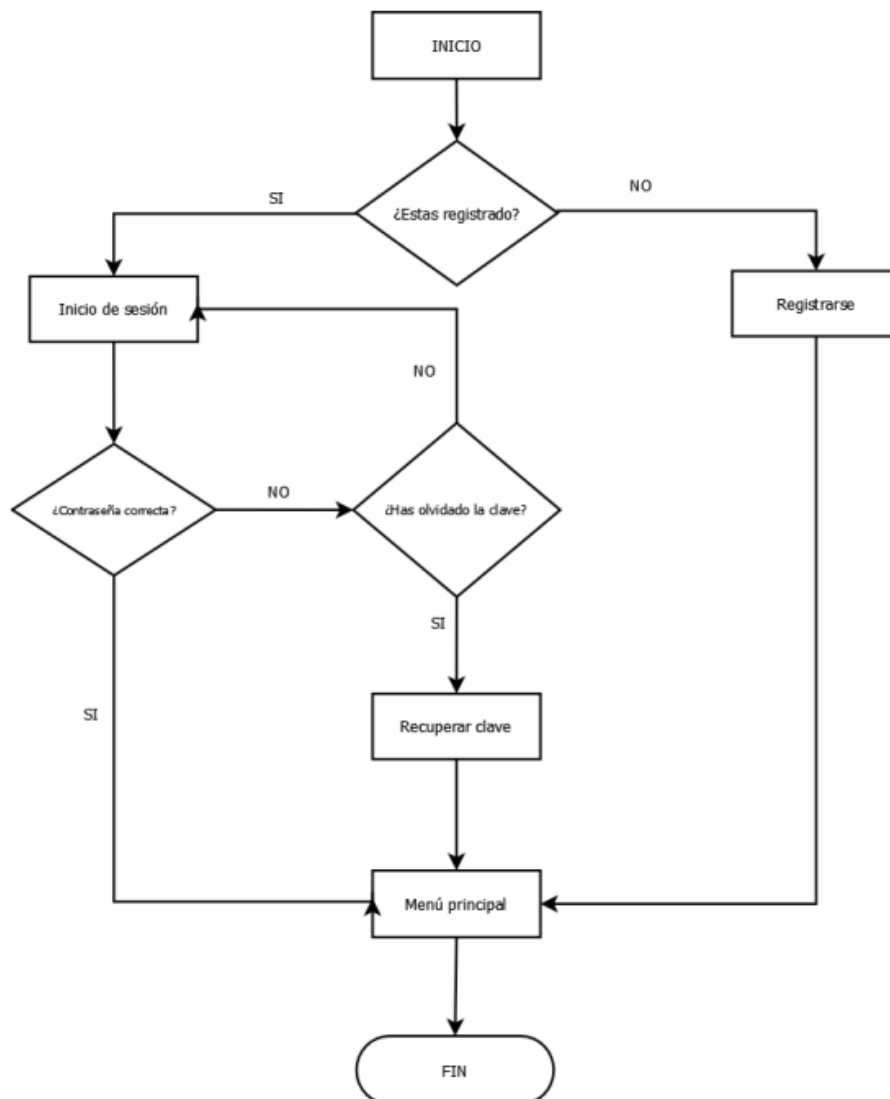 INICIO
¿Estas registrado?
SI
NO
Inicio de sesión
Registrarse
NO
¿Contraseña correcta?
NO
¿Has olvidado la clave?
SI
SI
Recuperar clave
Menú principal
FIN